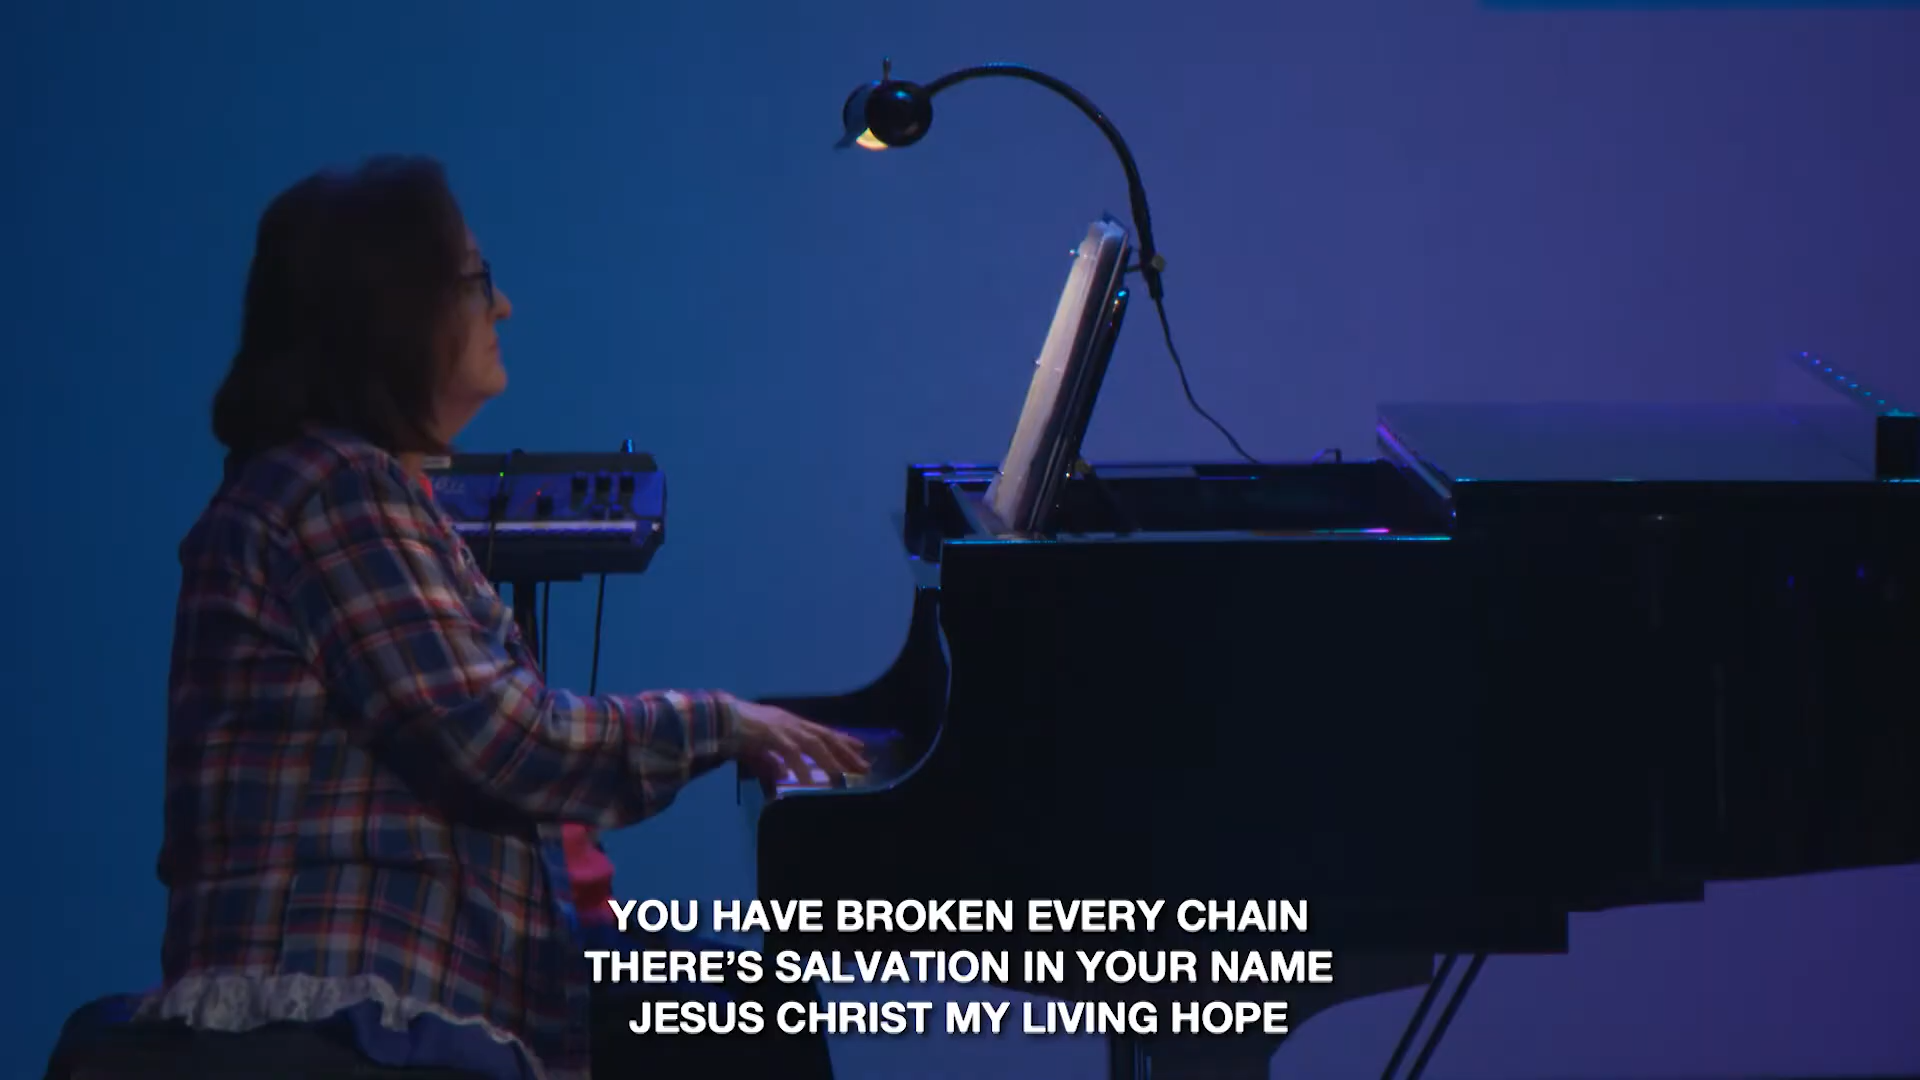 YOU HAVE BROKEN EVERY CHAIN
THERE’S SALVATION IN YOUR NAME
JESUS CHRIST MY LIVING HOPE